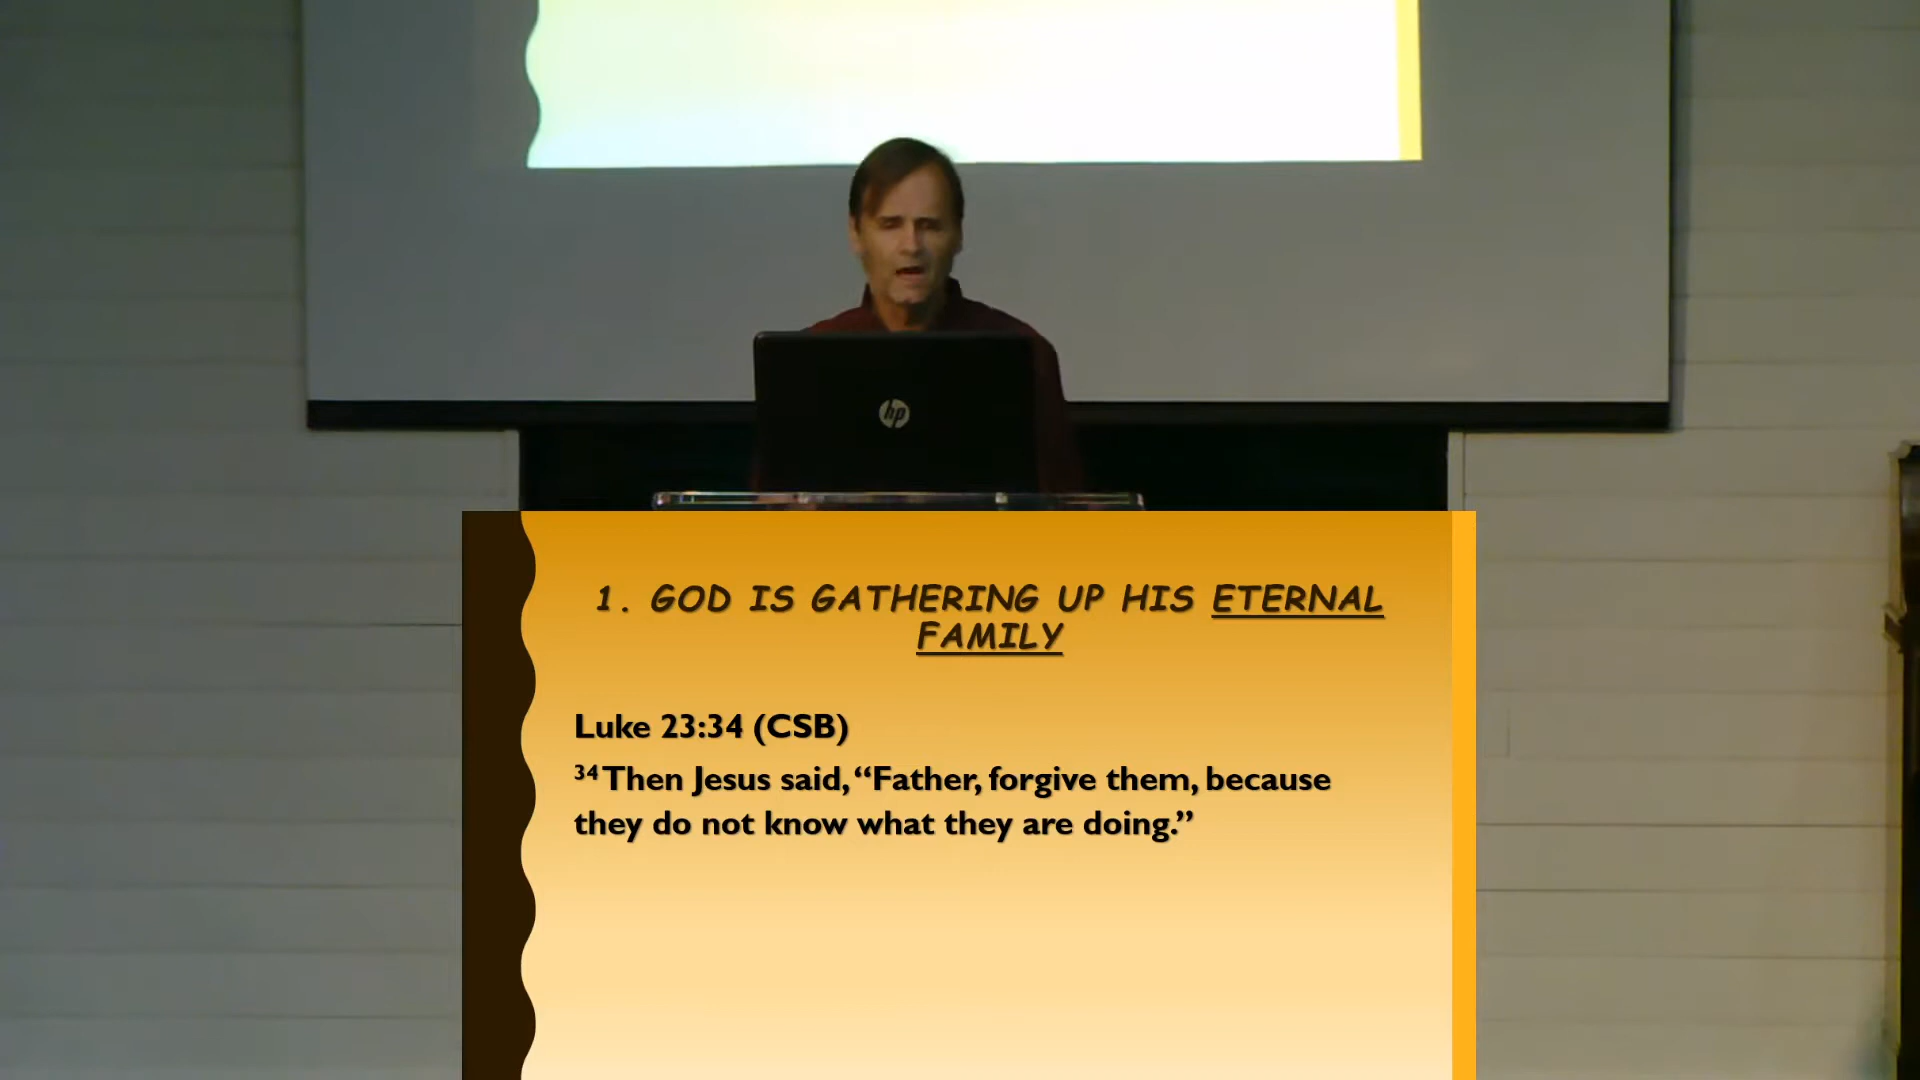 hp
1. GOD IS GATHERING UP HIS ETERNAL
FAMILY
Luke 23:34 (CSB)
34 Then Jesus said, “Father, forgive them, because
they do not know what they are doing.”